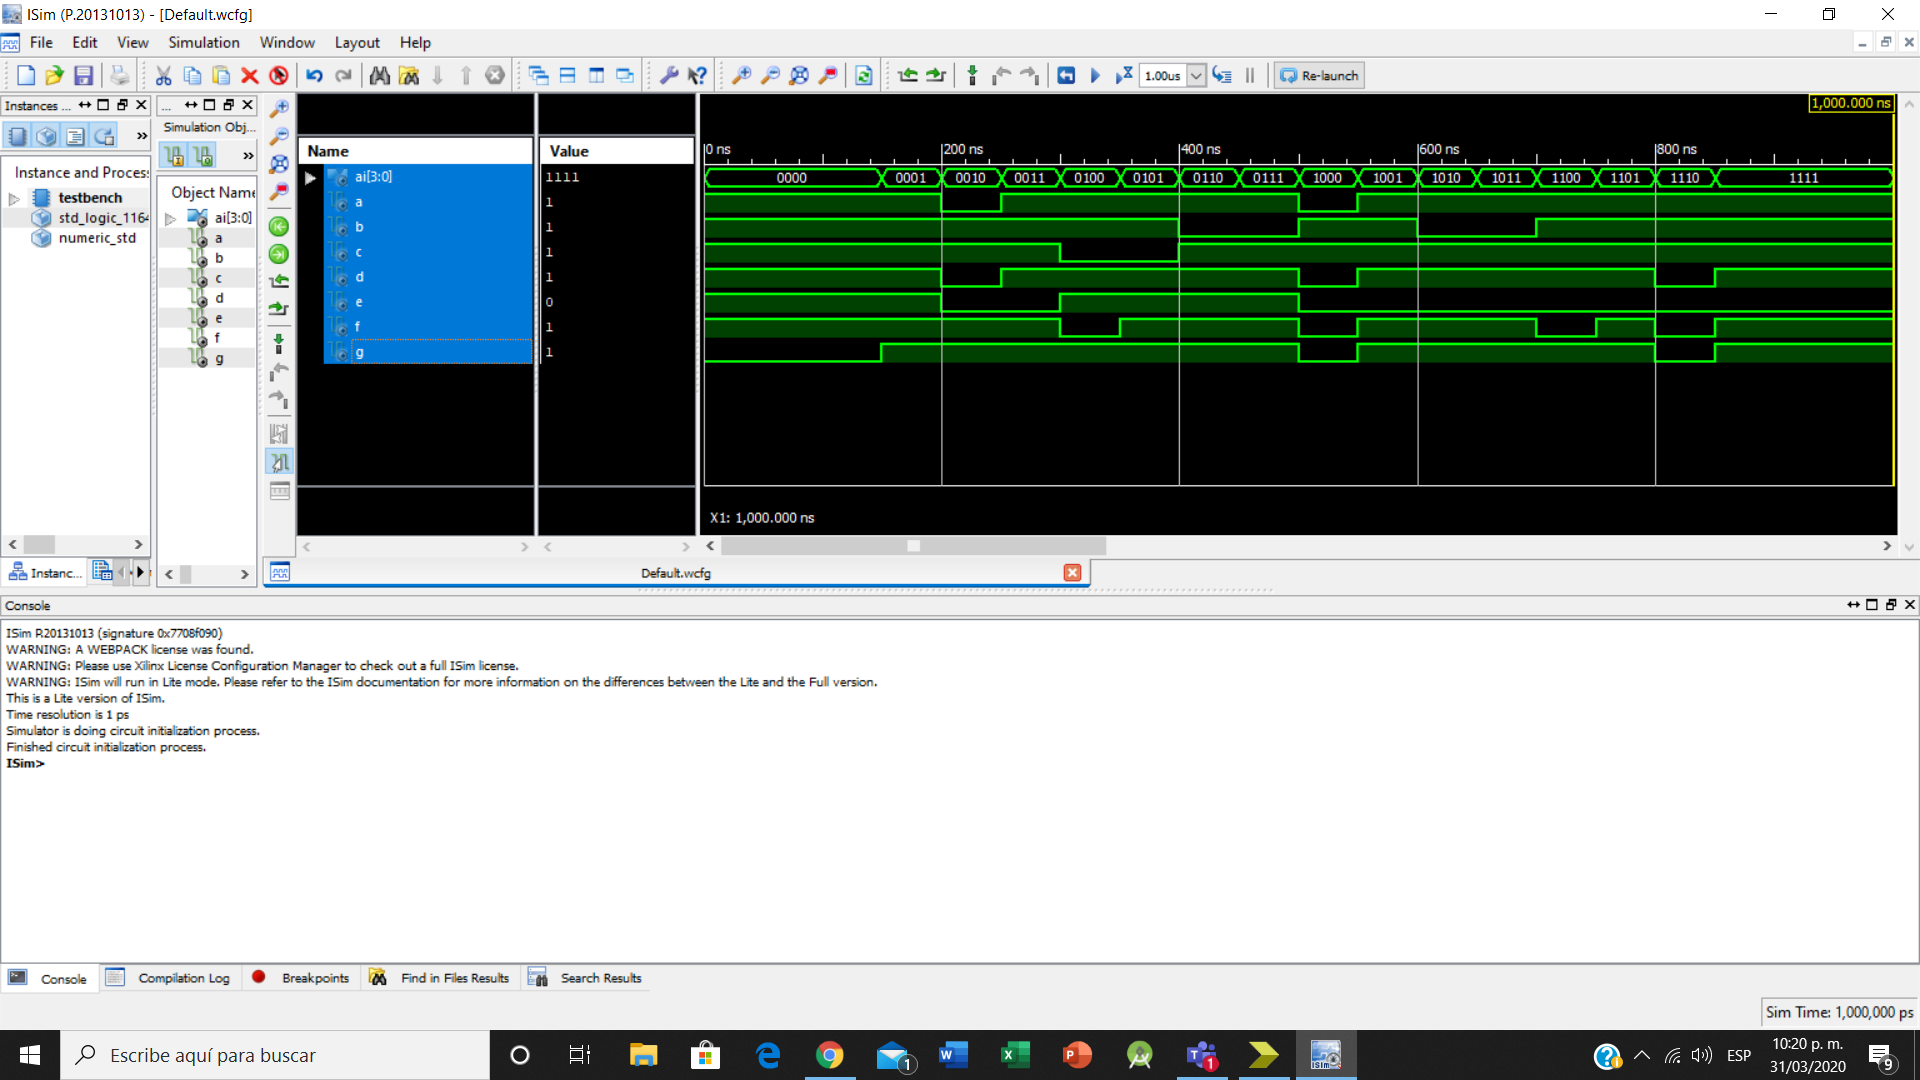 ISim (P.20131013) - [Default.wcfg]
File Edit View Simulation Window Layout Help
1.00us
Re-launch
Instances ...
...
Simulation Obj...
Instance and Process
testbench
std_logic_1164
numeric_std
Object Name
ai[3:0]
a
b
c
d
e
f
g
Name Value
ai[3:0] 1111
a 1
b 1
c 1
d 1
e 0
f 1
g 1
1,000.000 ns
0 ns 200 ns 400 ns 600 ns 800 ns
0000 0001 0010 0011 0100 0101 0110 0111 1000 1001 1010 1011 1100 1101 1110 1111
X1: 1,000.000 ns
Instanc...
Default.wcfg
Console
ISim P.20131013 (signature 0x7708f090)
WARNING: A WEBPACK license was found.
WARNING: Please use Xilinx License Configuration Manager to check out a full ISim license.
WARNING: ISim will run in Lite mode. Please refer to the ISim documentation for more information on the differences between the Lite and the Full version.
This is a Lite version of ISim.
Time resolution is 1 ps
Simulator is doing circuit initialization process.
Finished circuit initialization process.
ISim>
Console Compilation Log Breakpoints Find in Files Results Search Results
Sim Time: 1,000,000 ps
Escribe aquí para buscar
1
1
ISim
ESP
10:20 p. m.
31/03/2020
9